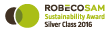 ROBECOSAM
Sustainability Award
Silver Class 2016